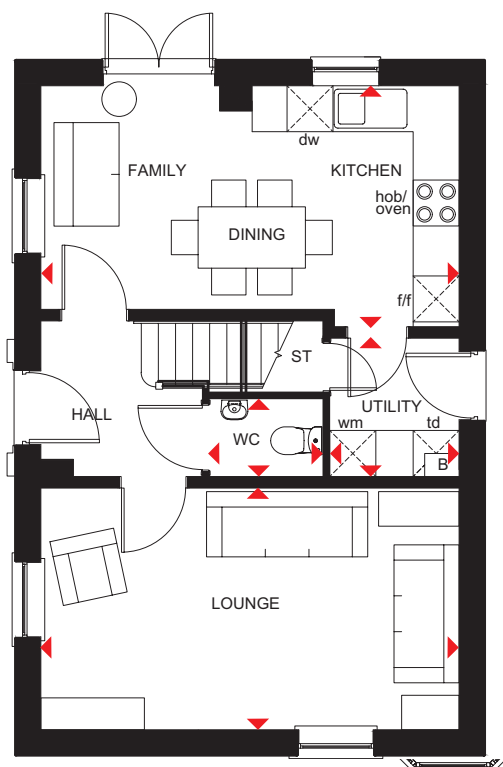 dw
FAMILY
KITCHEN
hob/
oven
DINING
f/f
ST
UTILITY
HALL
WC
wm
td
B
LOUNGE